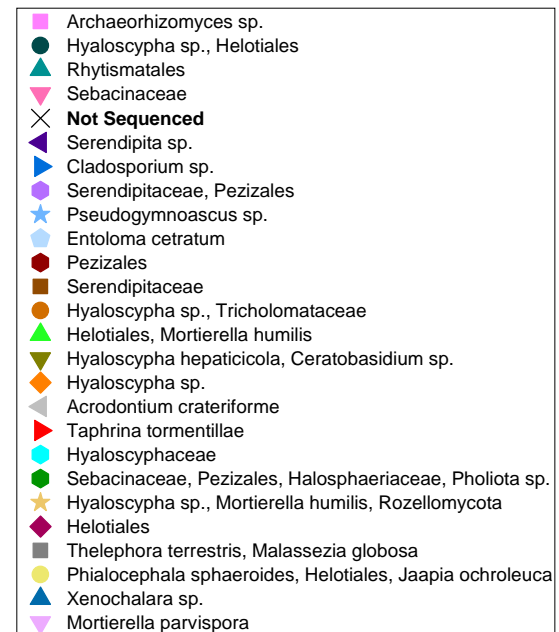 Archaeorhizomyces sp.
Hyaloscypha sp., Helotiales
Rhytismatales
Sebacinaceae
Not Sequenced
Serendipita sp.
Cladosporium sp.
Serendipitaceae, Pezizales
Pseudogymnoascus sp.
Entoloma cetratum
Pezizales
Serendipitaceae
Hyaloscypha sp., Tricholomataceae
Helotiales, Mortierella humilis
Hyaloscypha hepaticicola, Ceratobasidium sp.
Hyaloscypha sp.
Acrodontium crateriforme
Taphrina tormentillae
Hyaloscyphaceae
Sebacinaceae, Pezizales, Halosphaeriaceae, Pholiota sp.
Hyaloscypha sp., Mortierella humilis, Rozellomycota
Helotiales
Thelephora terrestris, Malassezia globosa
Phialocephala sphaeroides, Helotiales, Jaapia ochroleuca
Xenochalara sp.
Mortierella parvispora